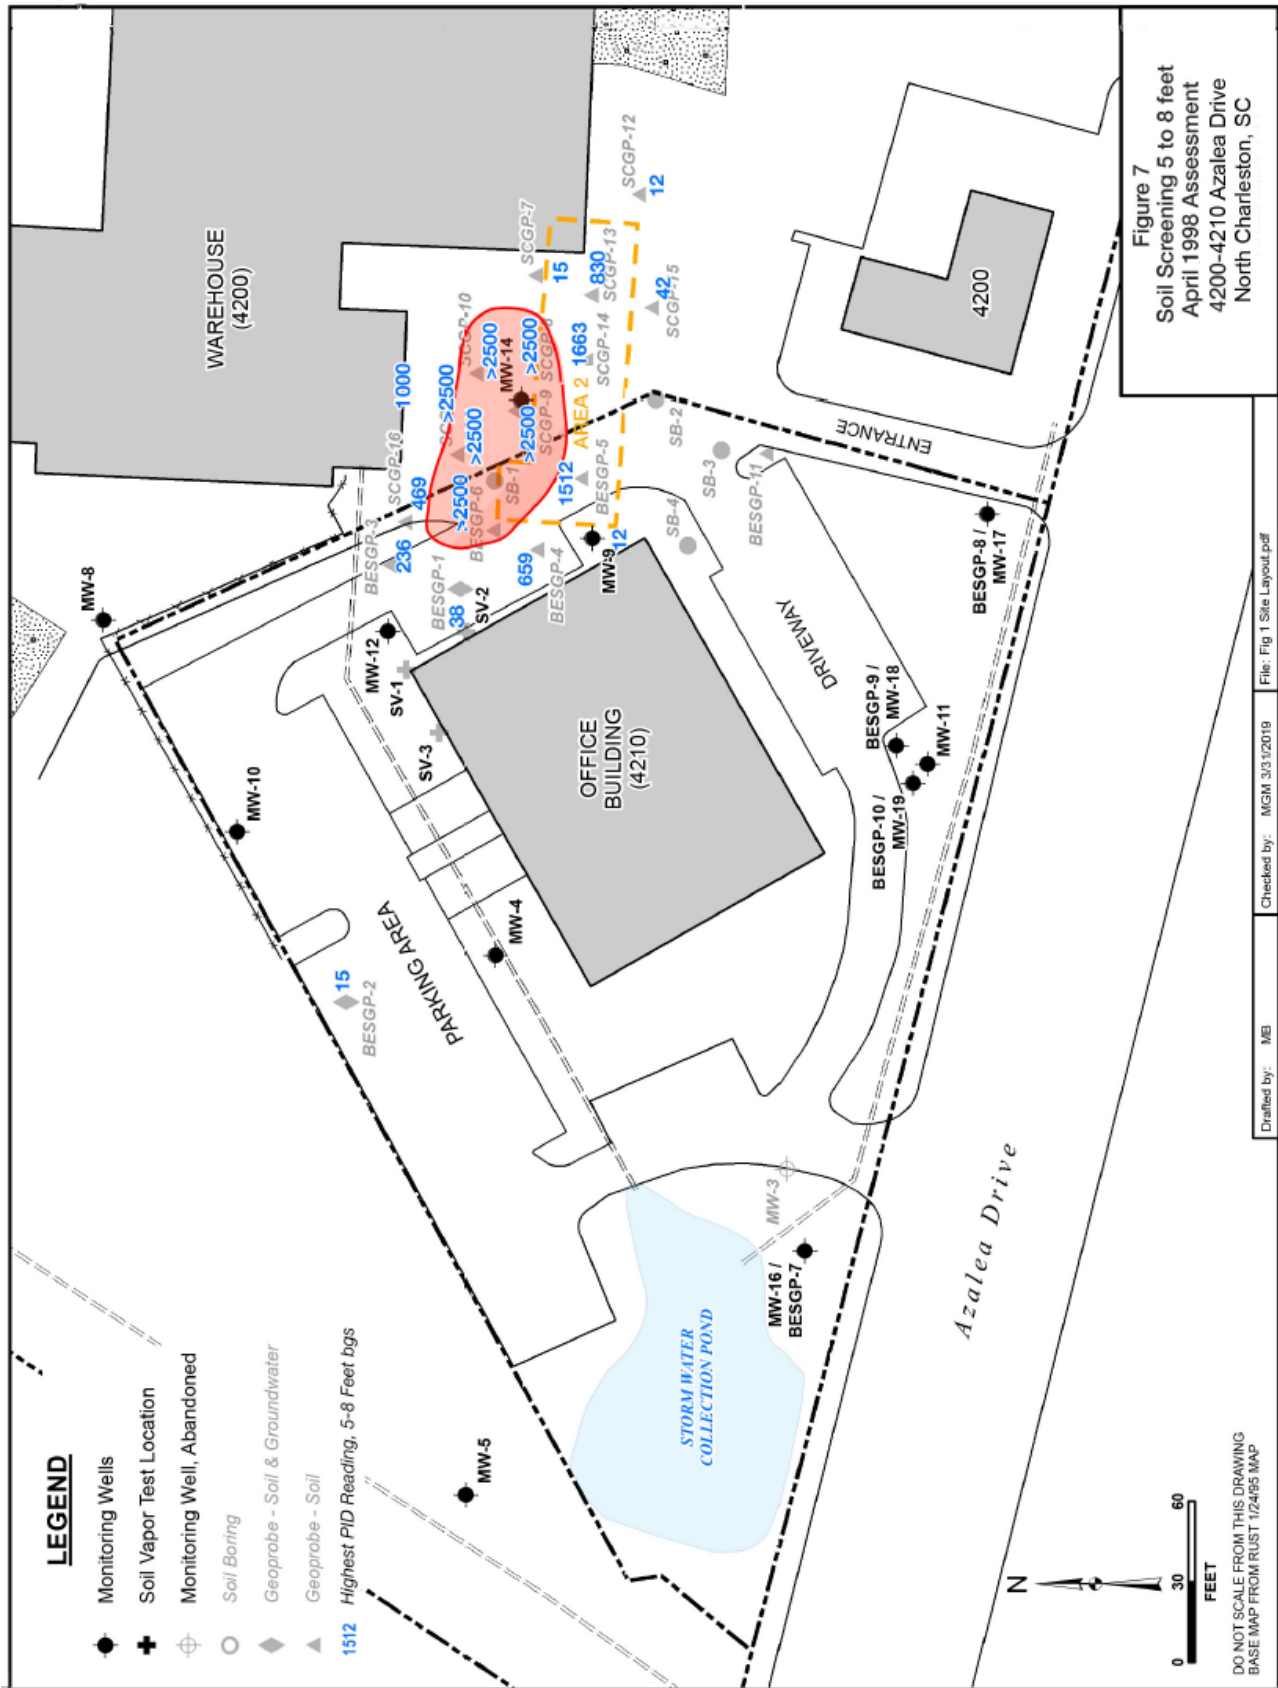 LEGEND
Monitoring Wells
Soil Vapor Test Location
Monitoring Well, Abandoned
Soil Boring
Geoprobe - Soil & Groundwater
Geoprobe - Soil
1512 Highest PID Reading, 5-8 Feet bgs
MW-5
MW-10
MW-8
15
BESGP-2
PARKING AREA
MW-4
SV-3
SV-1
MW-12
SV-2
38
BESGP-1
BESGP-3
236
469
SCGP-16
1000
WAREHOUSE
(4200)
>2500
>2500
>2500
>2500
>2500
>2500
SCGP-10
MW-14
SCGP-9
SB-1
BESGP-6
SCGP-7
15
830
SCGP-13
SCGP-12
12
42
SCGP-15
1663
SCGP-14
AREA 2
1512
BESGP-5
659
BESGP-4
MW-9
12
SB-2
SB-3
SB-4
BESGP-11
ENTRANCE
4200
OFFICE
BUILDING
(4210)
DRIVEWAY
BESGP-8 /
MW-17
BESGP-9 /
MW-18
MW-11
BESGP-10 /
MW-19
MW-3
MW-16 /
BESGP-7
STORM WATER
COLLECTION POND
Azalea Drive
N
0 30 60
FEET
DO NOT SCALE FROM THIS DRAWING
BASE MAP FROM RUST 1/24/95 MAP
Drafted by: MB
Checked by: MGM 3/31/2019
File: Fig 1 Site Layout.pdf
Figure 7
Soil Screening 5 to 8 feet
April 1998 Assessment
4200-4210 Azalea Drive
North Charleston, SC